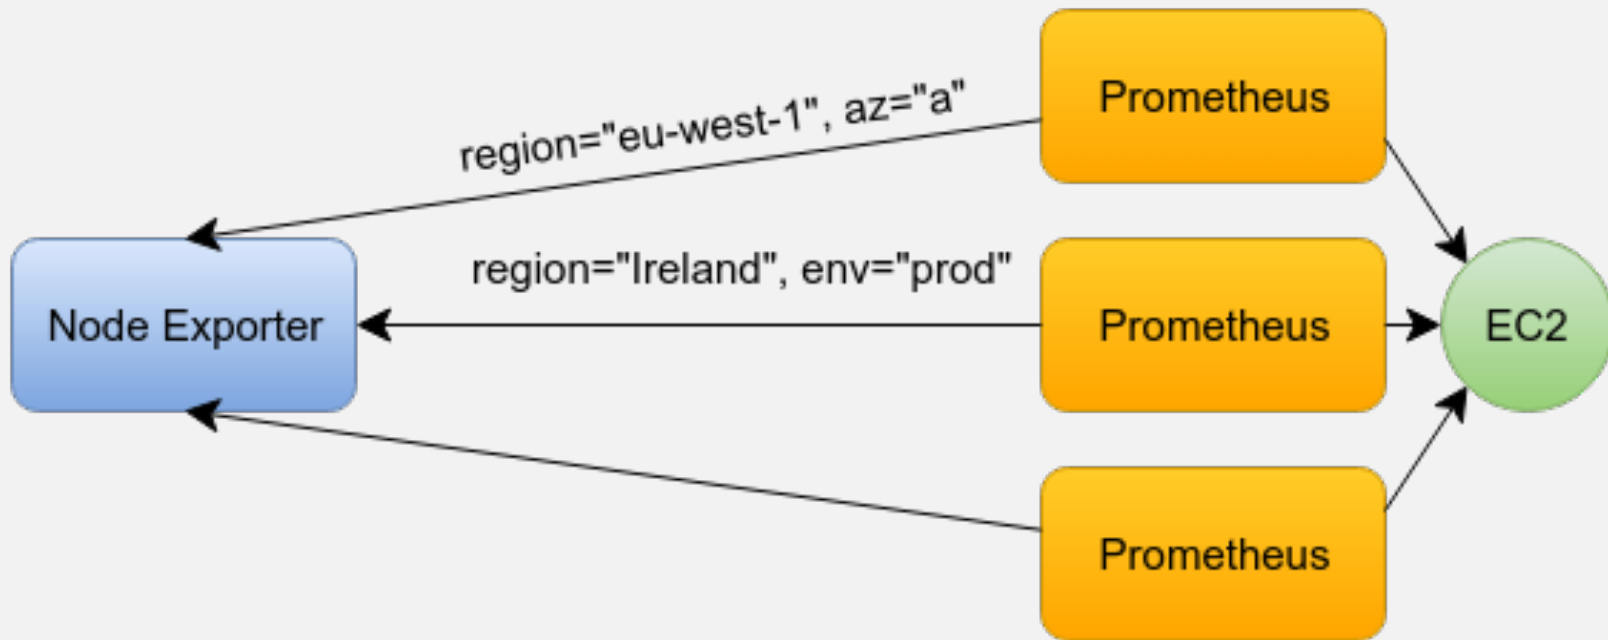 Prometheus
region="eu-west-1", az="a"
region="Ireland", env="prod"
Node Exporter
Prometheus
EC2
Prometheus